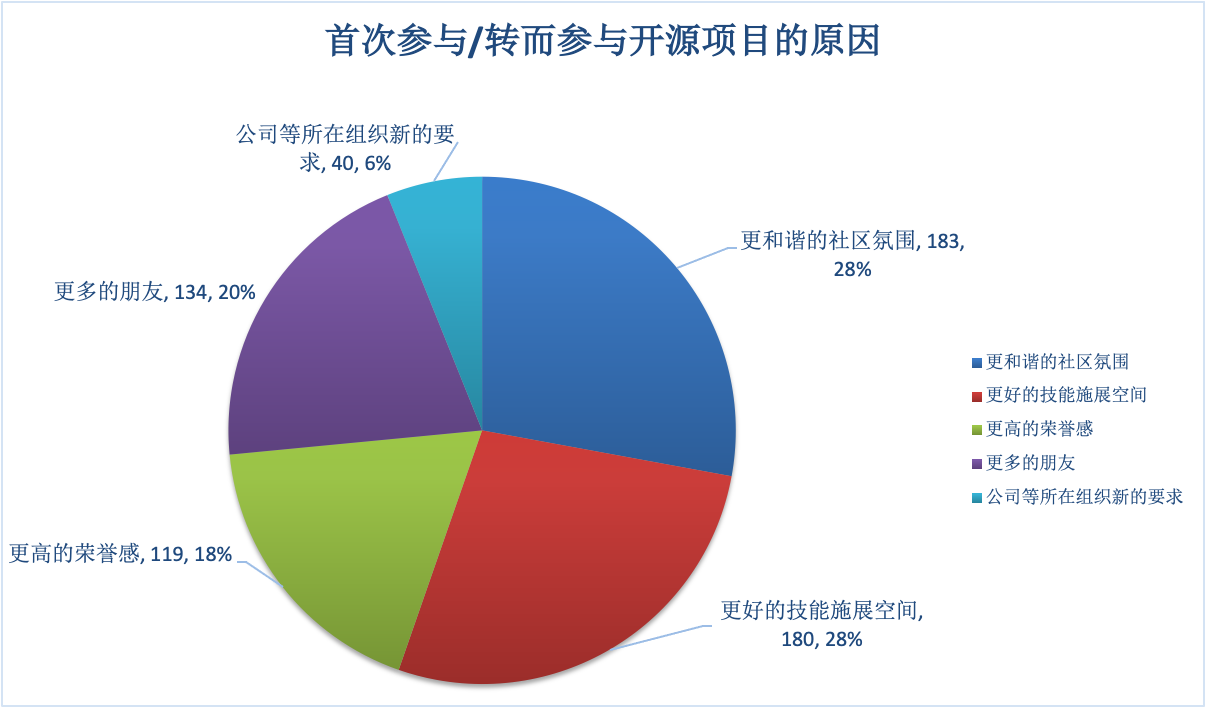 首次参与/转而参与开源项目的原因
公司等所在组织新的要
求, 40, 6%
更和谐的社区氛围, 183,
28%
更多的朋友, 134, 20%
更和谐的社区氛围
更好的技能施展空间
更高的荣誉感
更多的朋友
公司等所在组织新的要求
更高的荣誉感, 119, 18%
更好的技能施展空间,
180, 28%